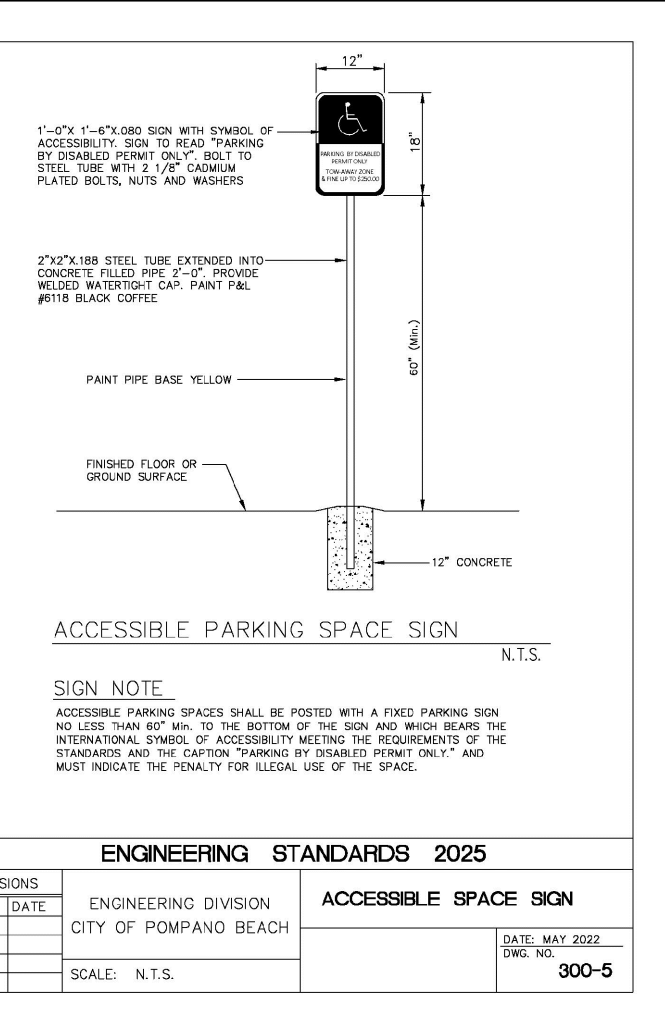 12"
1'-0"X 1'-6"X.080 SIGN WITH SYMBOL OF
ACCESSIBILITY. SIGN TO READ "PARKING
BY DISABLED PERMIT ONLY". BOLT TO
STEEL TUBE WITH 2 1/8" CADMIUM
PLATED BOLTS, NUTS AND WASHERS
PARKING BY DISABLED
PERMIT ONLY
TOW-AWAY ZONE
& FINE UP TO $250.00
18"
2"X2"X.188 STEEL TUBE EXTENDED INTO
CONCRETE FILLED PIPE 2'-0". PROVIDE
WELDED WATERTIGHT CAP. PAINT P&L
#6118 BLACK COFFEE
60" (Min.)
PAINT PIPE BASE YELLOW
FINISHED FLOOR OR
GROUND SURFACE
12" CONCRETE
ACCESSIBLE PARKING SPACE SIGN
N.T.S.
SIGN NOTE
ACCESSIBLE PARKING SPACES SHALL BE POSTED WITH A FIXED PARKING SIGN
NO LESS THAN 60" Min. TO THE BOTTOM OF THE SIGN AND WHICH BEARS THE
INTERNATIONAL SYMBOL OF ACCESSIBILITY MEETING THE REQUIREMENTS OF THE
STANDARDS AND THE CAPTION "PARKING BY DISABLED PERMIT ONLY." AND
MUST INDICATE THE PENALTY FOR ILLEGAL USE OF THE SPACE.
ENGINEERING STANDARDS 2025
SIONS
DATE
ENGINEERING DIVISION
CITY OF POMPANO BEACH
SCALE: N.T.S.
ACCESSIBLE SPACE SIGN
DATE: MAY 2022
DWG. NO.
300-5